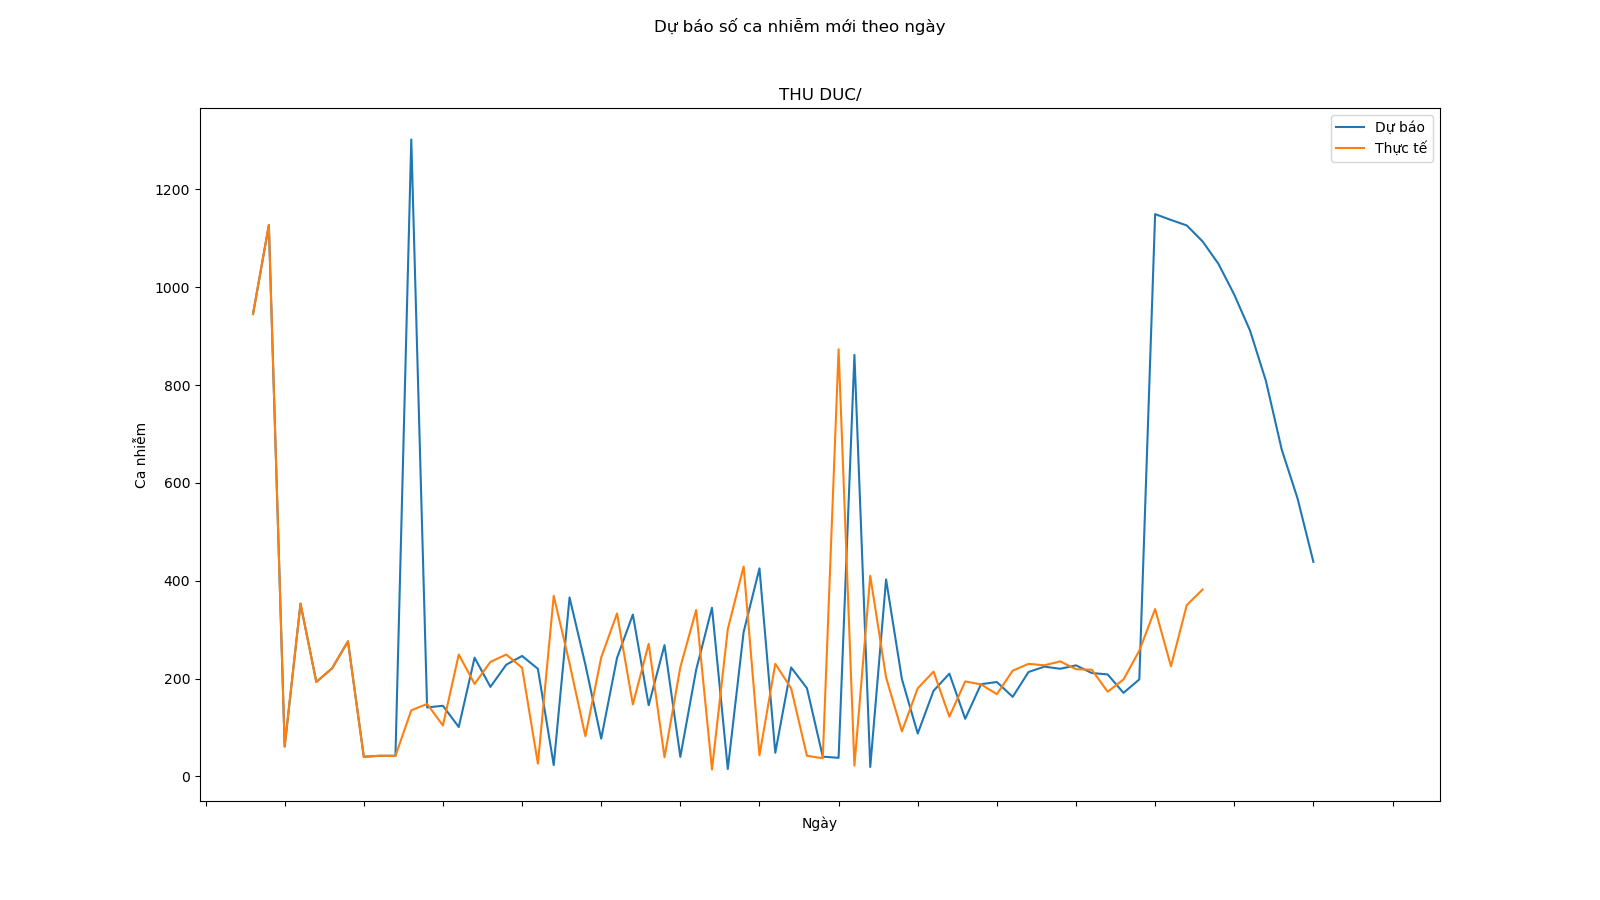 Dự báo số ca nhiễm mới theo ngày
THU DUC/
Dự báo
Thực tế
1200
1000
800
600
400
200
0
Ca nhiễm
Ngày